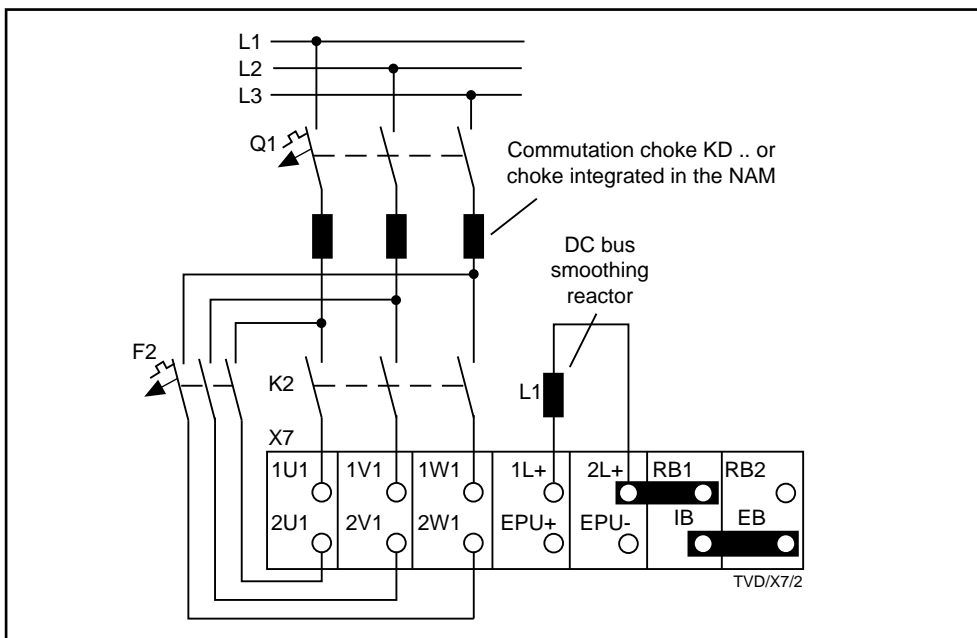 L1
L2
L3
Q1
Commutation choke KD .. or
choke integrated in the NAM
DC bus
smoothing
reactor
F2
K2
L1
X7
1U1 1V1 1W1 1L+ 2L+ RB1 RB2
2U1 2V1 2W1 EPU+ EPU- IB EB
TVD/X7/2